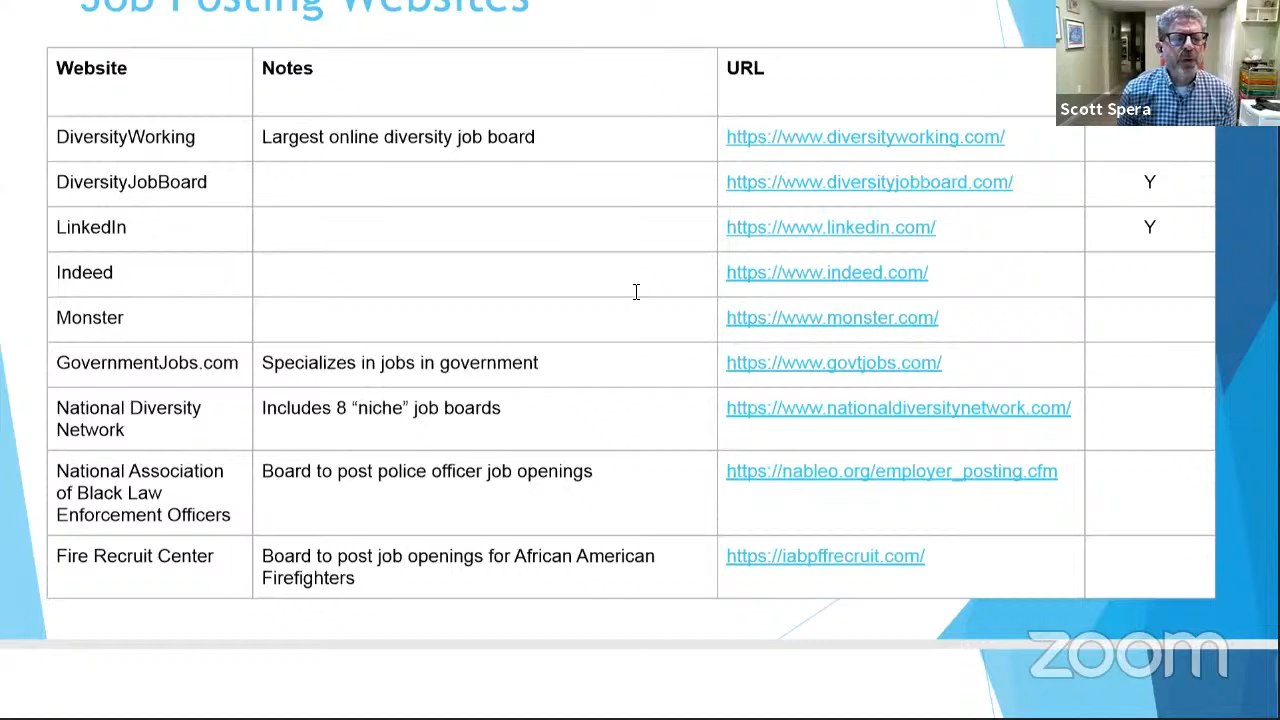 Job Posting Websites
Scott Spera
Website Notes URL
DiversityWorking Largest online diversity job board https://www.diversityworking.com/
DiversityJobBoard https://www.diversityjobboard.com/ Y
LinkedIn https://www.linkedin.com/ Y
Indeed https://www.indeed.com/
Monster https://www.monster.com/
GovernmentJobs.com Specializes in jobs in government https://www.govtjobs.com/
National Diversity Includes 8 “niche” job boards https://www.nationaldiversitynetwork.com/
Network
National Association Board to post police officer job openings https://nableo.org/employer_posting.cfm
of Black Law
Enforcement Officers
Fire Recruit Center Board to post job openings for African American https://iabpffrecruit.com/
Firefighters
zoom